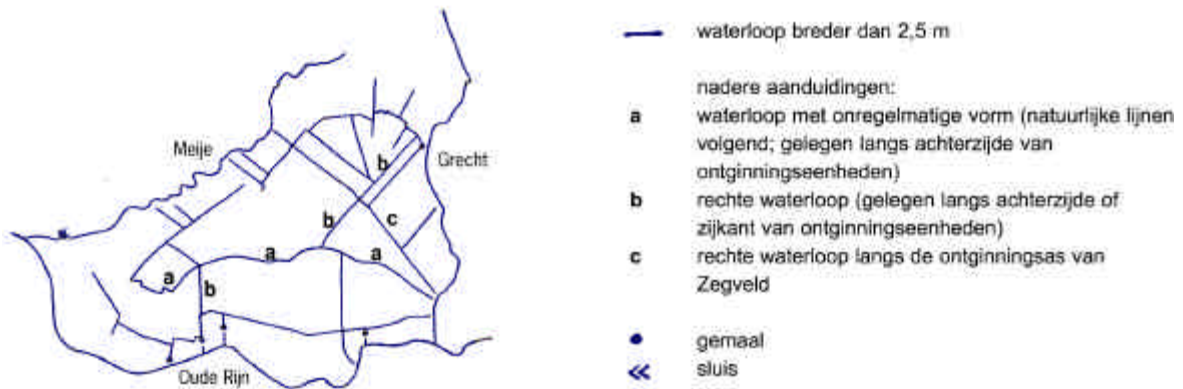 Meije
Grecht
b
b
c
a
a
a
b
Oude Rijn
waterloop breder dan 2,5 m
nadere aanduidingen:
a waterloop met onregelmatige vorm (natuurlijke lijnen
volgend; gelegen langs achterzijde van
ontginningseenheden)
b rechte waterloop (gelegen langs achterzijde of
zijkant van ontginningseenheden)
c rechte waterloop langs de ontginningsas van
Zegveld
gemaal
sluis